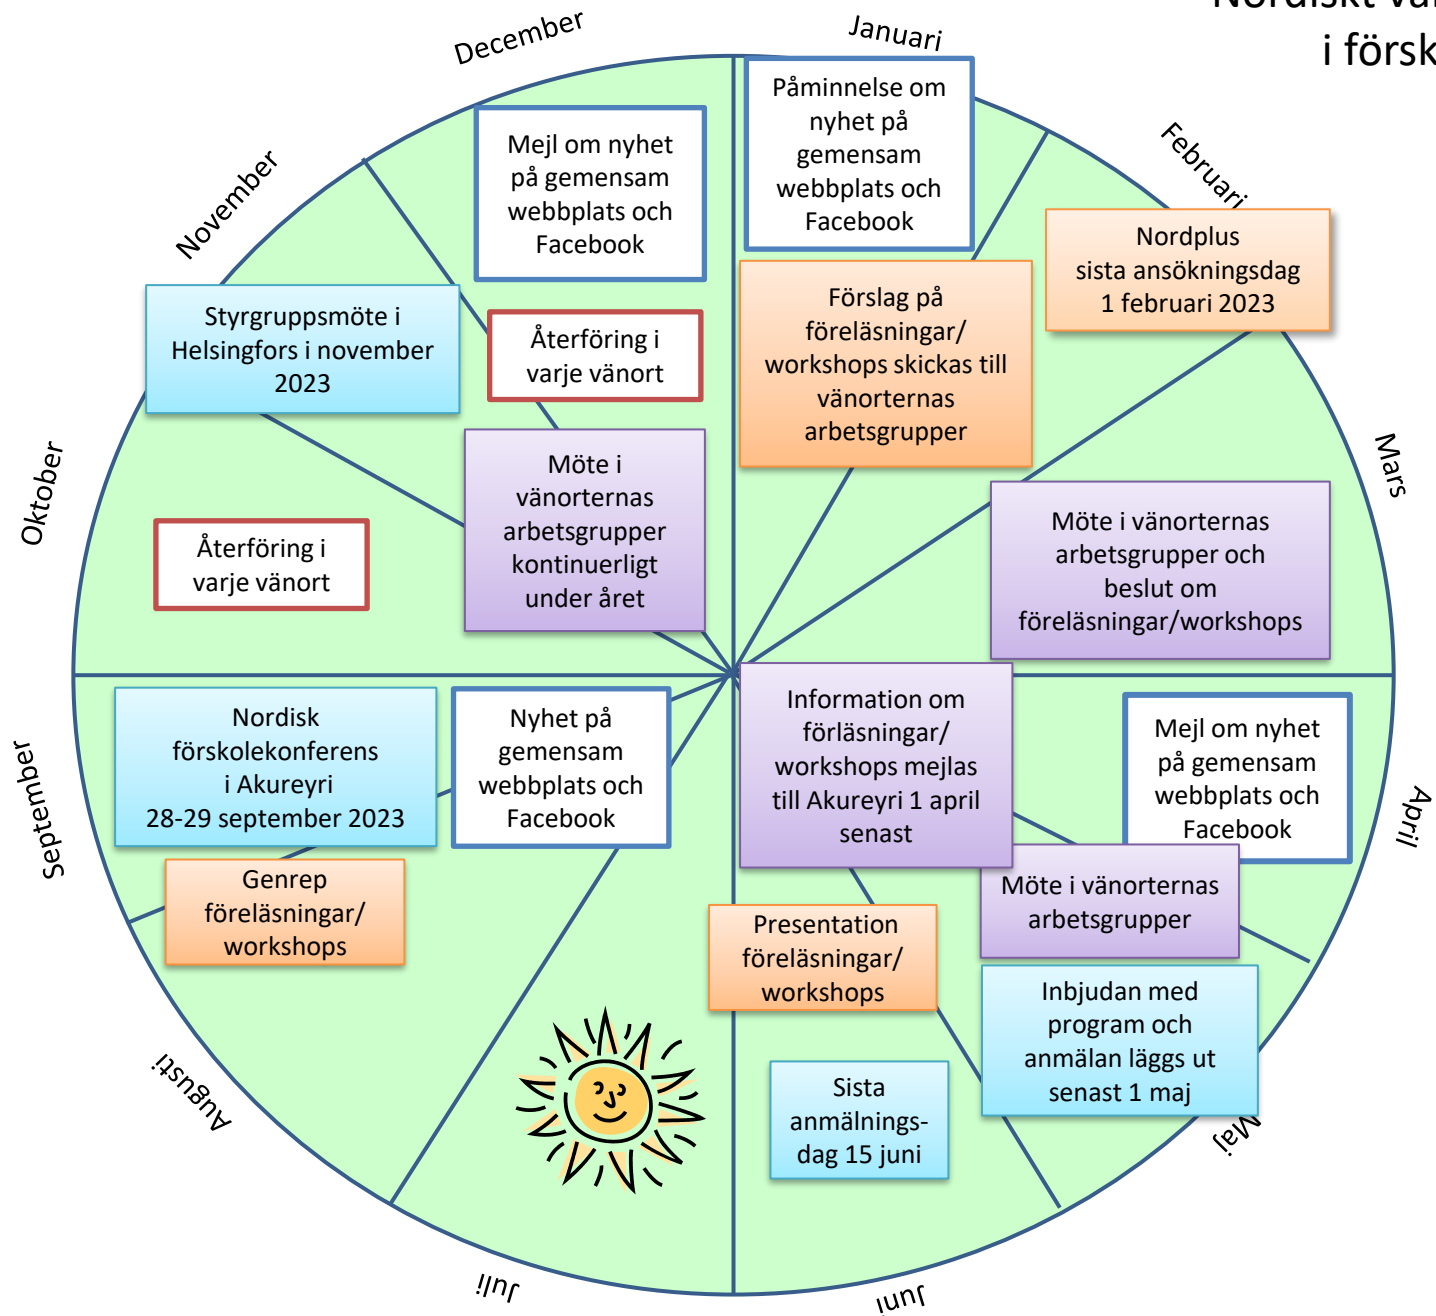 Nordiskt
i försk
December
Januari
Februari
Mars
April
Maj
Juni
Juli
Augusti
September
Oktober
November
Påminnelse om
nyhet på
gemensam
webbplats och
Facebook
Mejl om nyhet
på gemensam
webbplats och
Facebook
Nordplus
sista ansökningsdag
1 februari 2023
Förslag på
föreläsningar/
workshops skickas till
vänorternas
arbetsgrupper
Styrgruppsmöte i
Helsingfors i november
2023
Återföring i
varje vänort
Möte i
vänorternas
arbetsgrupper
kontinuerligt
under året
Möte i vänorternas
arbetsgrupper och
beslut om
föreläsningar/workshops
Återföring i
varje vänort
Nordisk
förskolekonferens
i Akureyri
28-29 september 2023
Nyhet på
gemensam
webbplats och
Facebook
Information om
förläsningar/
workshops mejlas
till Akureyri 1 april
senast
Mejl om nyhet
på gemensam
webbplats och
Facebook
Genrep
föreläsningar/
workshops
Möte i vänorternas
arbetsgrupper
Presentation
föreläsningar/
workshops
Inbjudan med
program och
anmälan läggs ut
senast 1 maj
Sista
anmälnings-
dag 15 juni